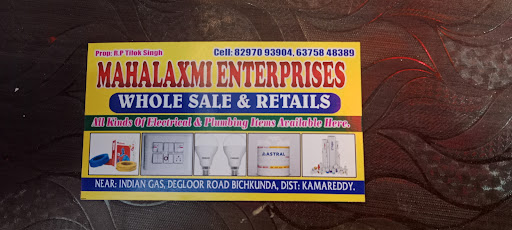 Prop: R.P Tilok Singh
Cell: 82970 93904, 63758 48389
MAHALAXMI ENTERPRISES
WHOLE SALE & RETAILS
All Kinds Of Electrical & Plumbing Items Available Here.
ASTRAL
NEAR: INDIAN GAS, DEGLOOR ROAD BICHKUNDA, DIST: KAMAREDDY.